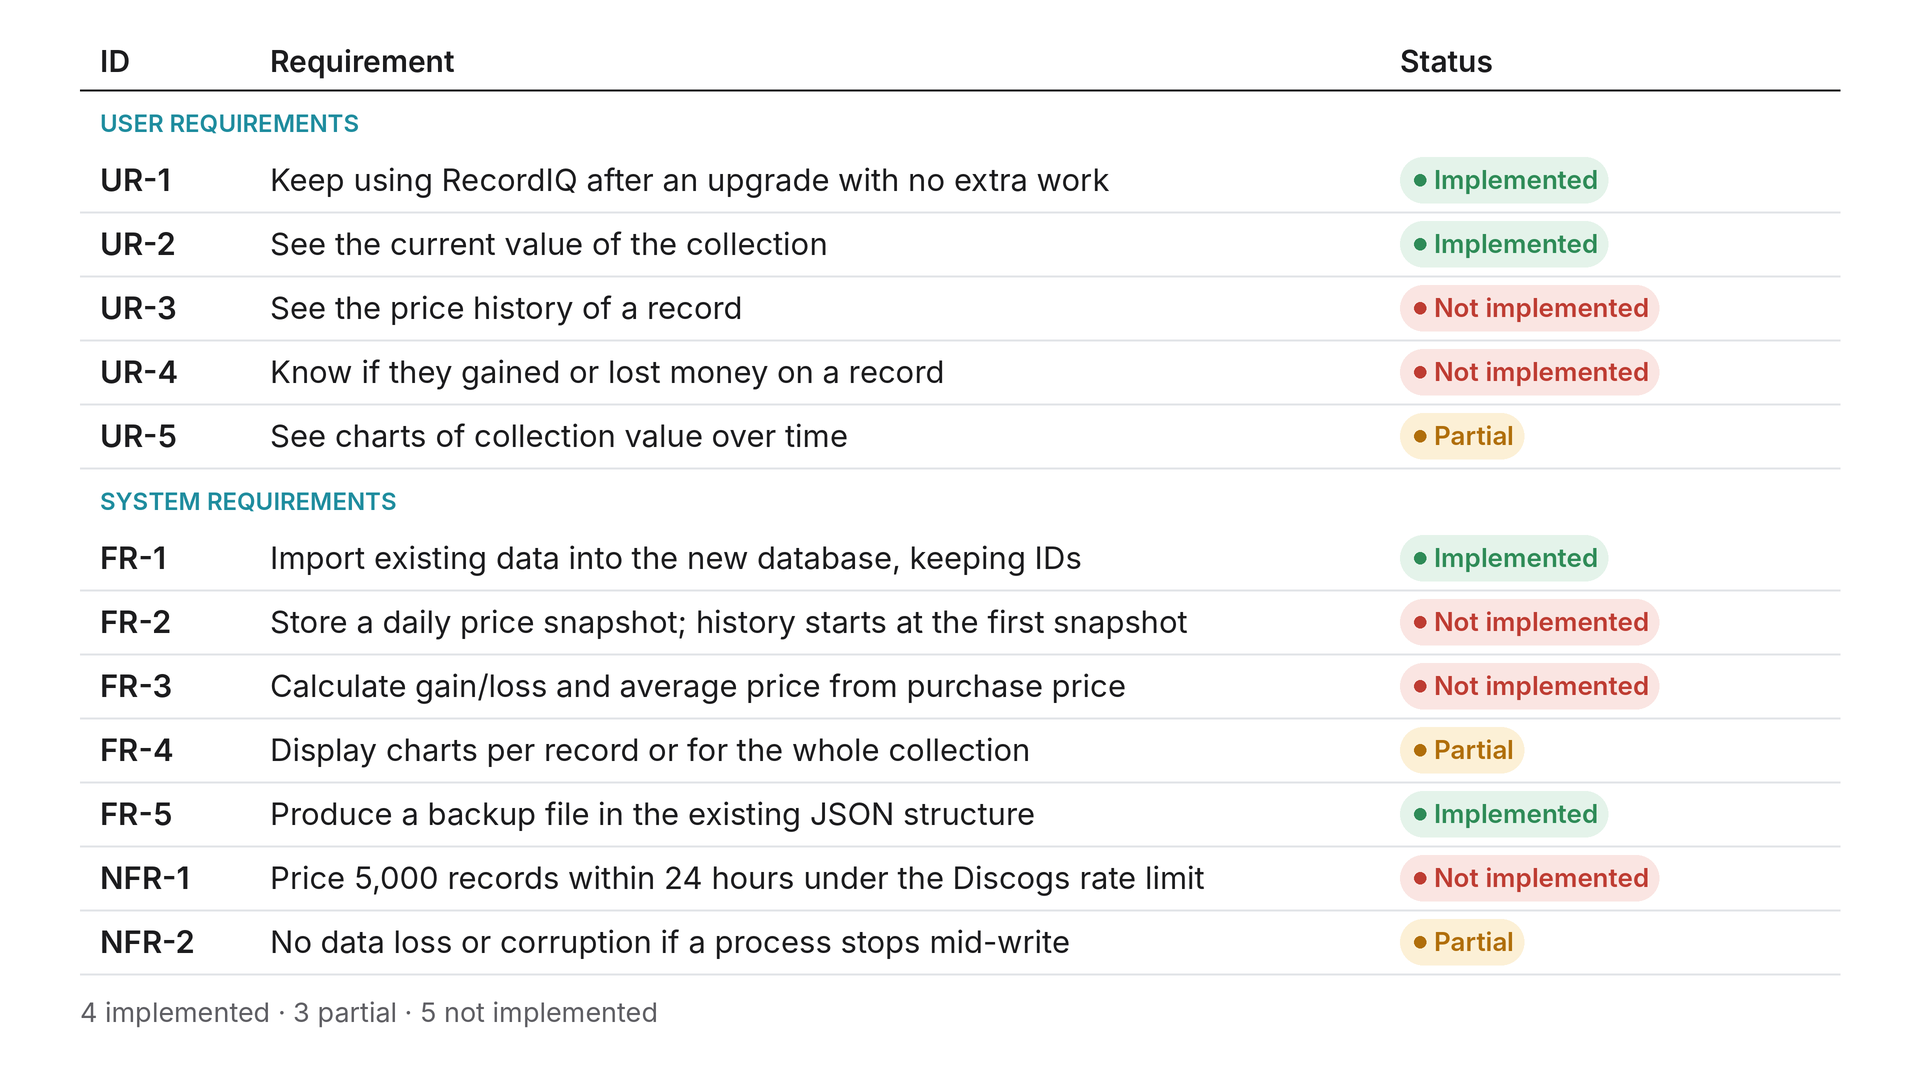 ID Requirement Status
USER REQUIREMENTS
UR-1 Keep using RecordIQ after an upgrade with no extra work Implemented
UR-2 See the current value of the collection Implemented
UR-3 See the price history of a record Not implemented
UR-4 Know if they gained or lost money on a record Not implemented
UR-5 See charts of collection value over time Partial
SYSTEM REQUIREMENTS
FR-1 Import existing data into the new database, keeping IDs Implemented
FR-2 Store a daily price snapshot; history starts at the first snapshot Not implemented
FR-3 Calculate gain/loss and average price from purchase price Not implemented
FR-4 Display charts per record or for the whole collection Partial
FR-5 Produce a backup file in the existing JSON structure Implemented
NFR-1 Price 5,000 records within 24 hours under the Discogs rate limit Not implemented
NFR-2 No data loss or corruption if a process stops mid-write Partial
4 implemented · 3 partial · 5 not implemented